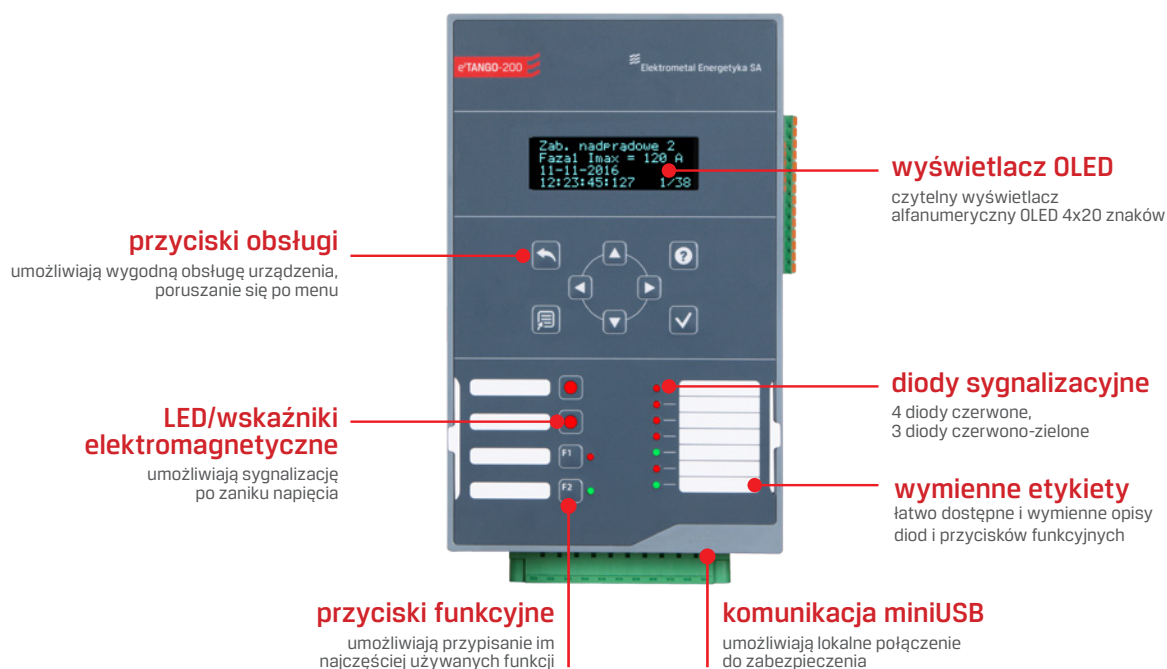 e²TANGO-200
Elektrometal Energetyka SA
Zab. nadprądowe 2
Faza1 Imax = 120 A
11-11-2016
12:23:45:127 1/38
wyświetlacz OLED
czytelny wyświetlacz
alfanumeryczny OLED 4x20 znaków
przyciski obsługi
umożliwiają wygodną obsługę urządzenia,
poruszanie się po menu
?
diody sygnalizacyjne
4 diody czerwone,
3 diody czerwono-zielone
LED/wskaźniki
elektromagnetyczne
umożliwiają sygnalizację
po zaniku napięcia
F1
F2
wymienne etykiety
łatwo dostępne i wymienne opisy
diod i przycisków funkcyjnych
przyciski funkcyjne
umożliwiają przypisanie im
najczęściej używanych funkcji
komunikacja miniUSB
umożliwiają lokalne połączenie
do zabezpieczenia